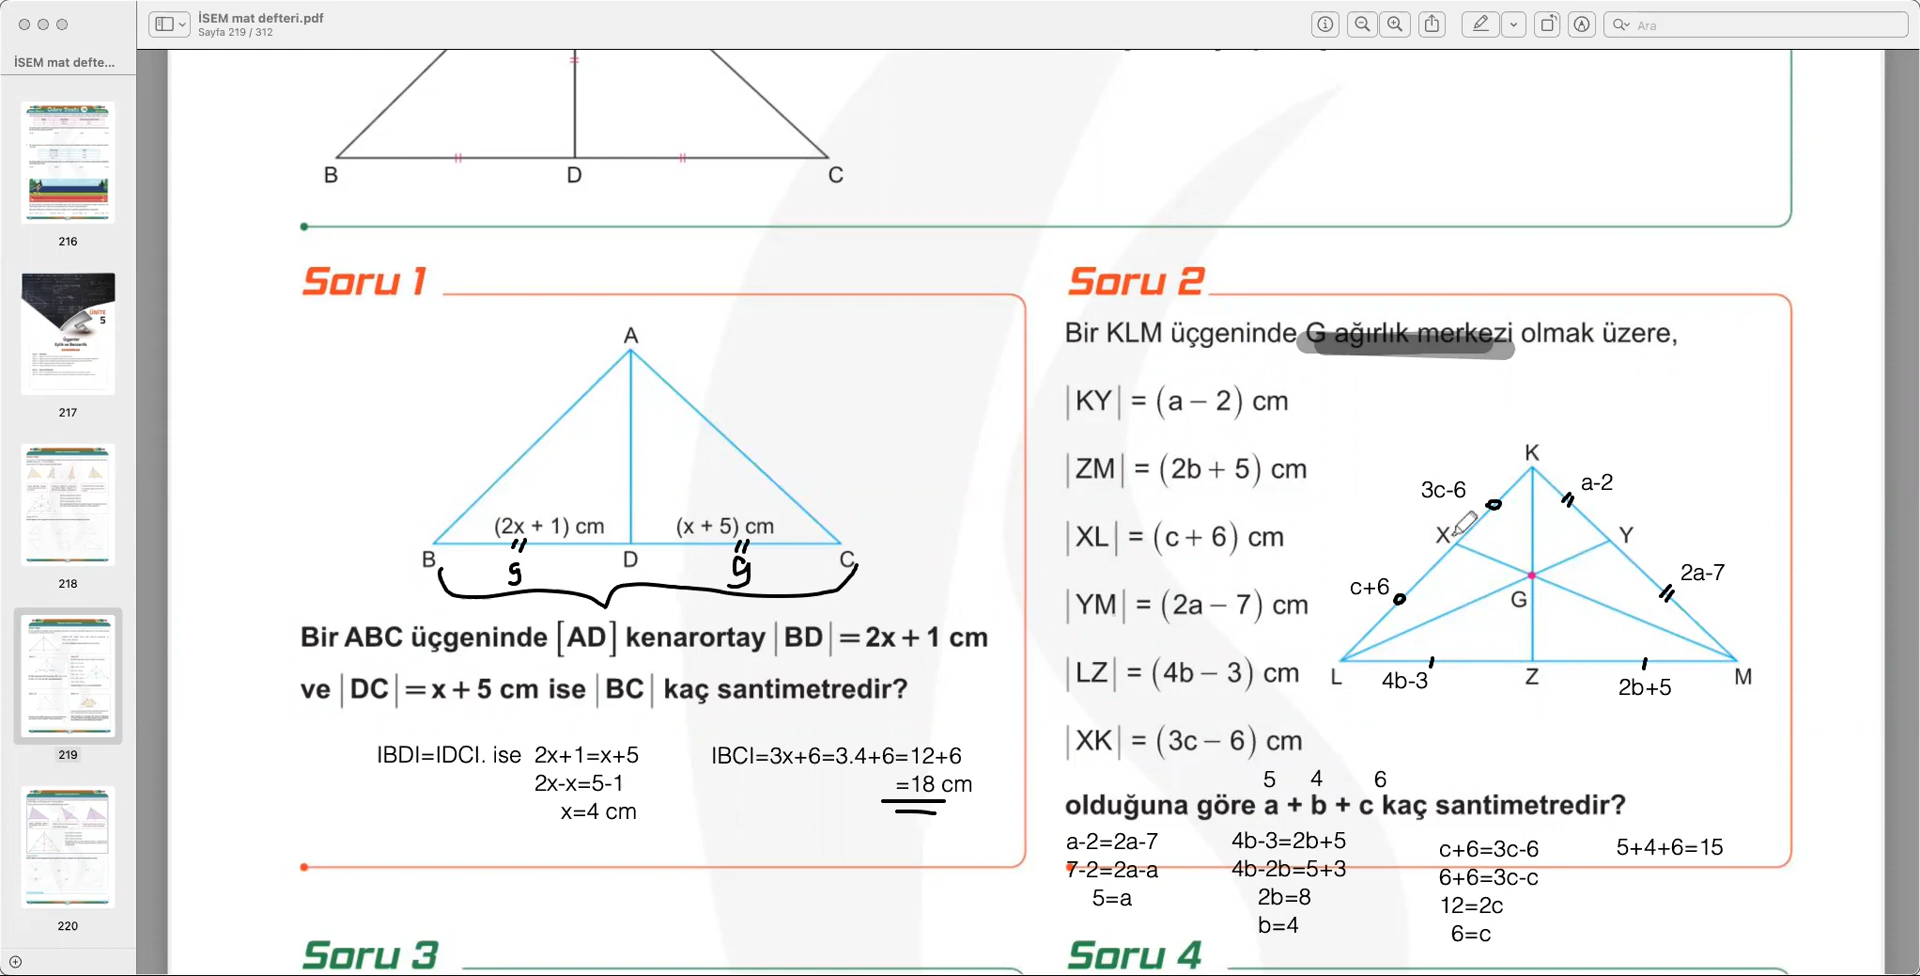 İSEM mat defteri.pdf
Sayfa 219 / 312
Ara
İSEM mat defte...
216
ÜNİTE
5
217
218
219
220
B
D
C
Soru 1
A
(2x + 1) cm
(x + 5) cm
B
D
C
9
9
Bir ABC üçgeninde [AD] kenarortay |BD| = 2x + 1 cm
ve |DC| = x + 5 cm ise |BC| kaç santimetredir?
IBDI=IDCI. ise 2x+1=x+5
2x-x=5-1
x=4 cm
IBCI=3x+6=3.4+6=12+6
=18 cm
Soru 2
Bir KLM üçgeninde G ağırlık merkezi olmak üzere,
|KY| = (a − 2) cm
|ZM| = (2b + 5) cm
|XL| = (c + 6) cm
|YM| = (2a − 7) cm
|LZ| = (4b − 3) cm
|XK| = (3c − 6) cm
K
3c-6
a-2
X
Y
c+6
2a-7
G
L
4b-3
Z
2b+5
M
5 4 6
olduğuna göre a + b + c kaç santimetredir?
a-2=2a-7
7-2=2a-a
5=a
4b-3=2b+5
4b-2b=5+3
2b=8
b=4
c+6=3c-6
6+6=3c-c
12=2c
6=c
5+4+6=15
Soru 3
Soru 4